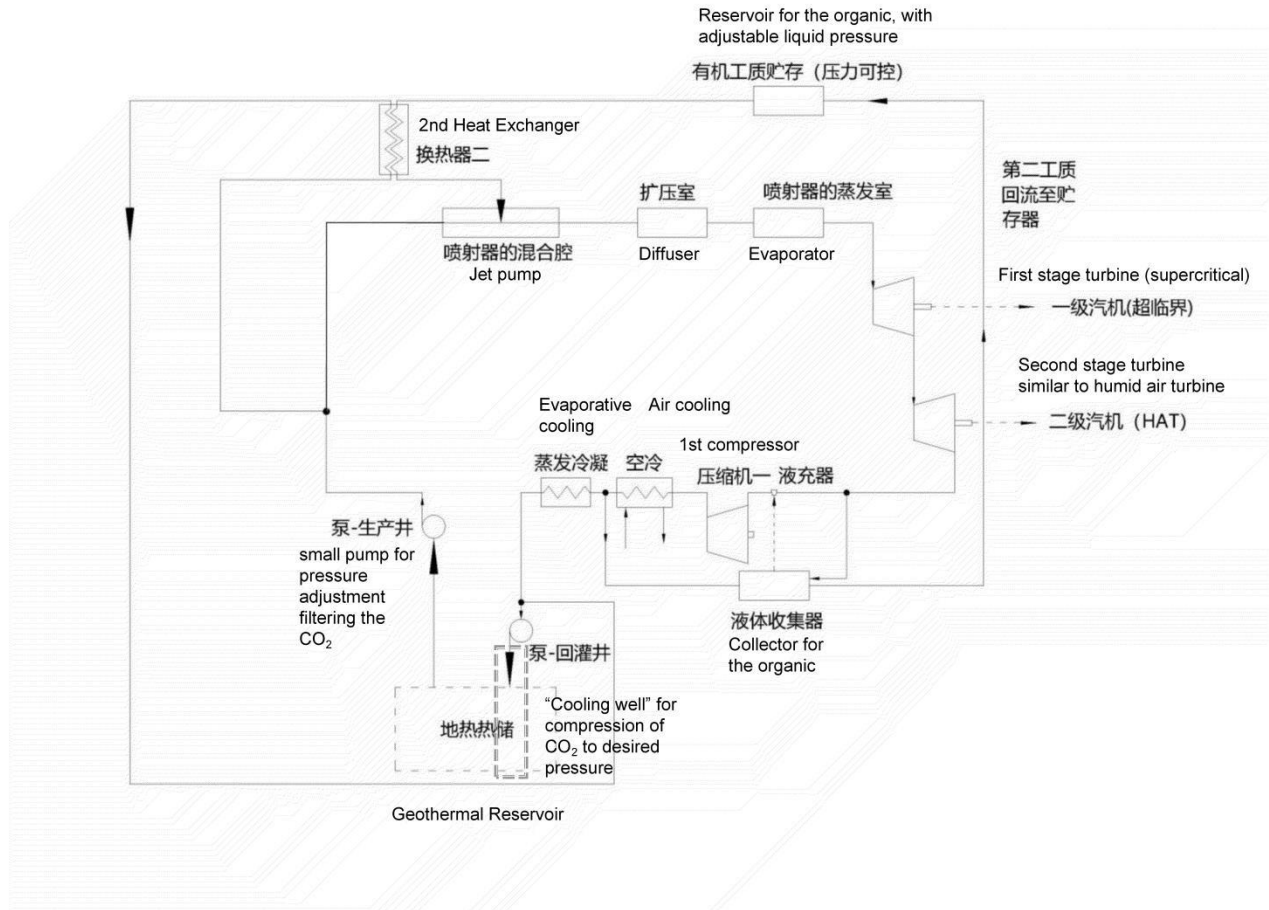 Reservoir for the organic, with
adjustable liquid pressure
有机工质贮存（压力可控）
2nd Heat Exchanger
换热器二
第二工质
回流至贮
存器
扩压室
喷射器的蒸发室
喷射器的混合腔
Jet pump
Diffuser
Evaporator
First stage turbine (supercritical)
一级汽机(超临界)
Second stage turbine
similar to humid air turbine
二级汽机（HAT）
Evaporative
cooling
Air cooling
1st compressor
蒸发冷凝
空冷
压缩机一
液充器
泵-生产井
small pump for
pressure
adjustment
filtering the
CO₂
液体收集器
Collector for
the organic
泵-回灌井
地热热储
“Cooling well” for
compression of
CO₂ to desired
pressure
Geothermal Reservoir